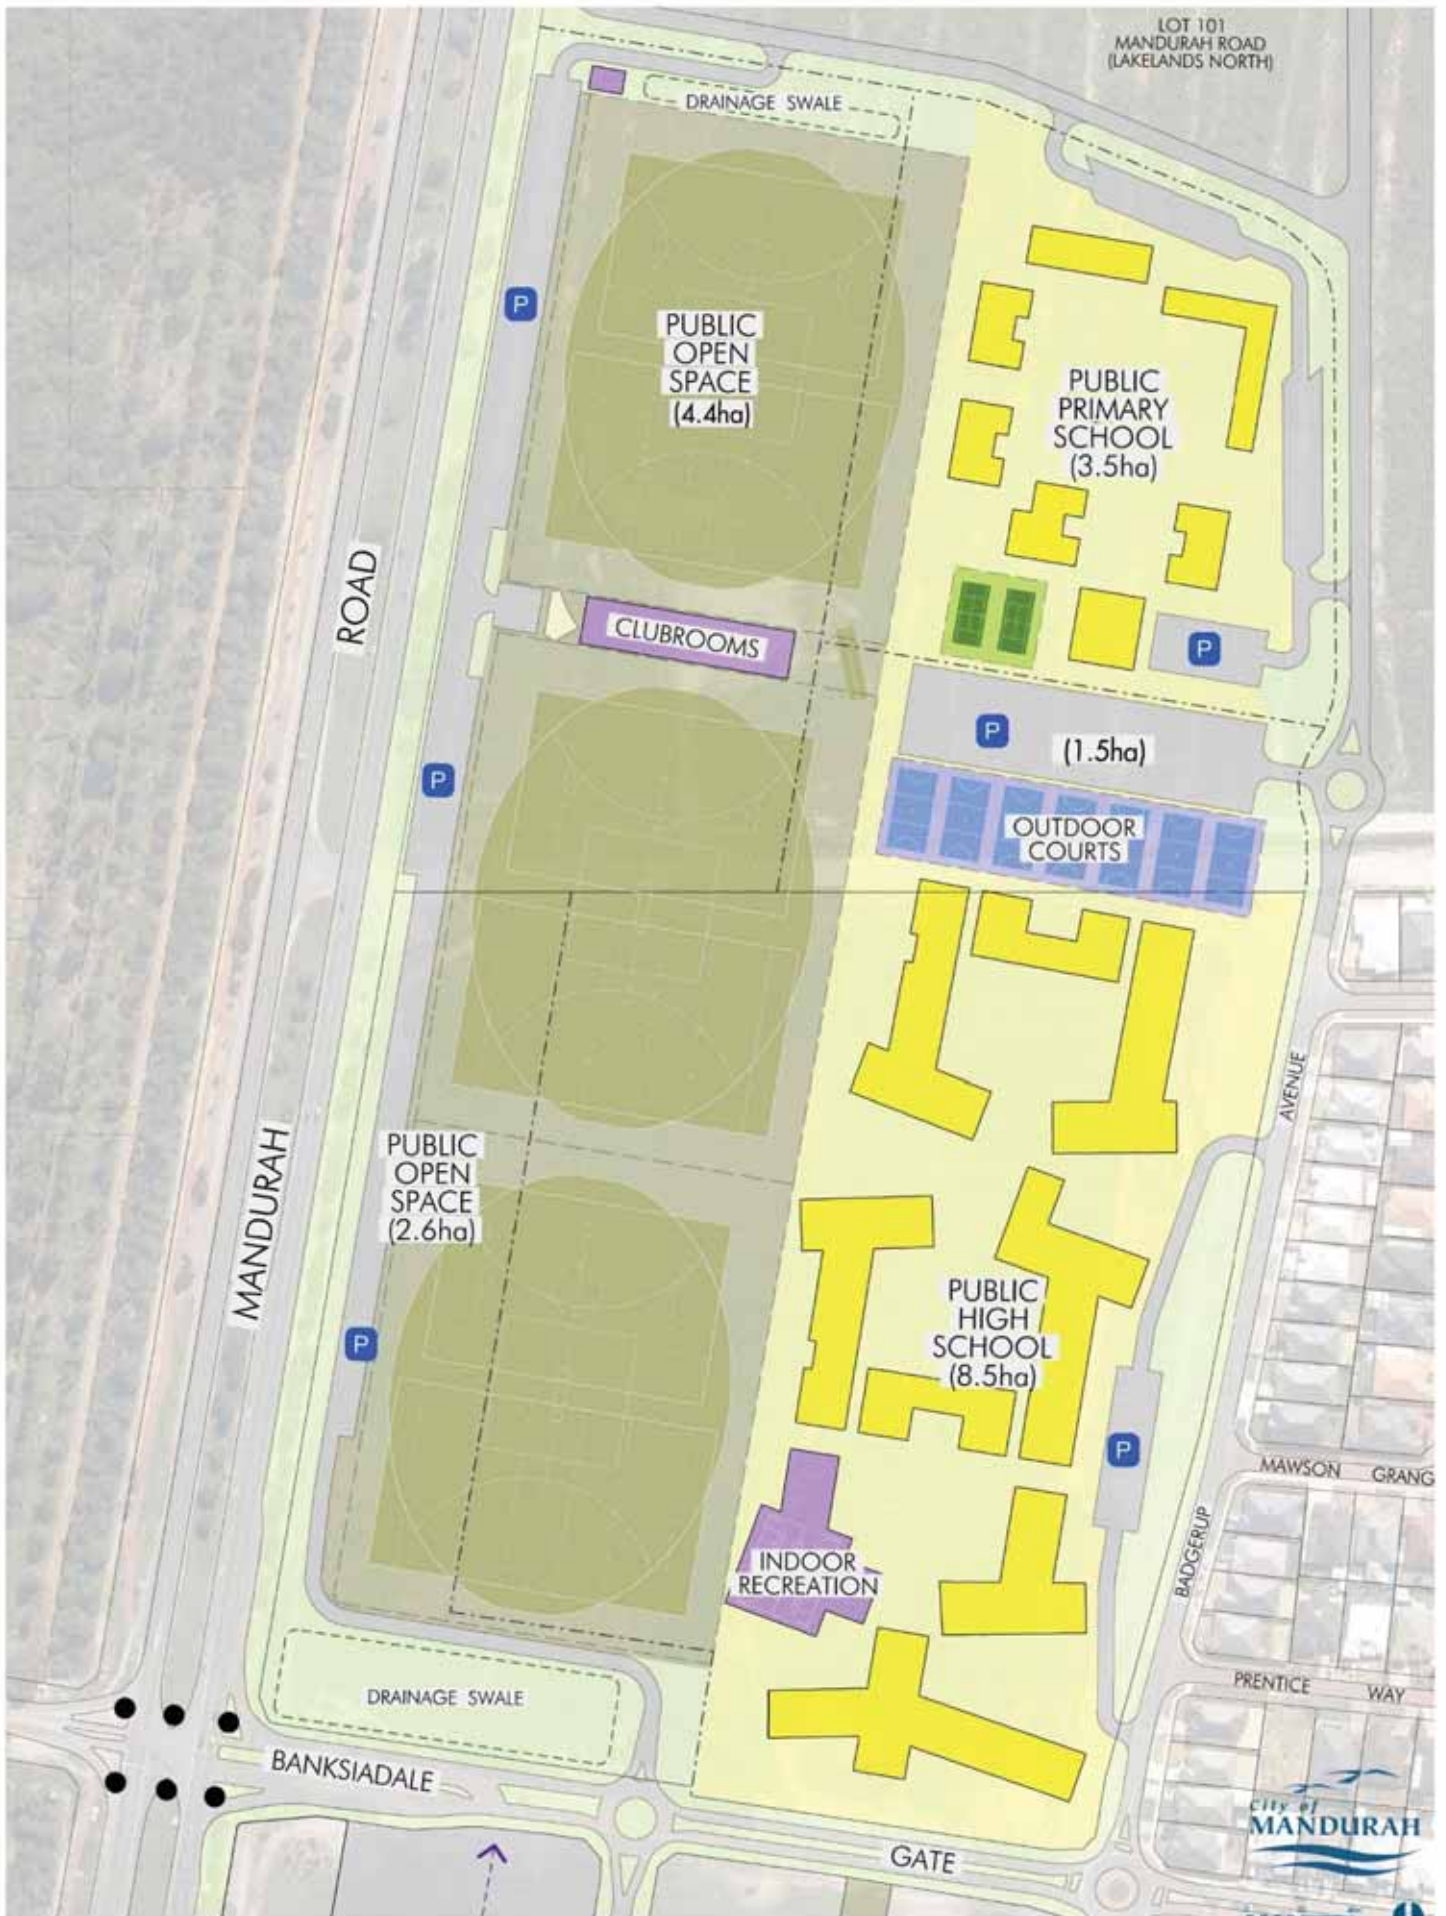 LOT 101
MANDURAH ROAD
(LAKELANDS NORTH)
DRAINAGE SWALE
P
PUBLIC
OPEN
SPACE
(4.4ha)
PUBLIC
PRIMARY
SCHOOL
(3.5ha)
ROAD
CLUBROOMS
P
P
(1.5ha)
P
OUTDOOR
COURTS
AVENUE
MANDURAH
PUBLIC
OPEN
SPACE
(2.6ha)
PUBLIC
HIGH
SCHOOL
(8.5ha)
P
P
MAWSON GRANG
BADGERUP
INDOOR
RECREATION
PRENTICE WAY
DRAINAGE SWALE
BANKSIADALE
GATE
city of
MANDURAH